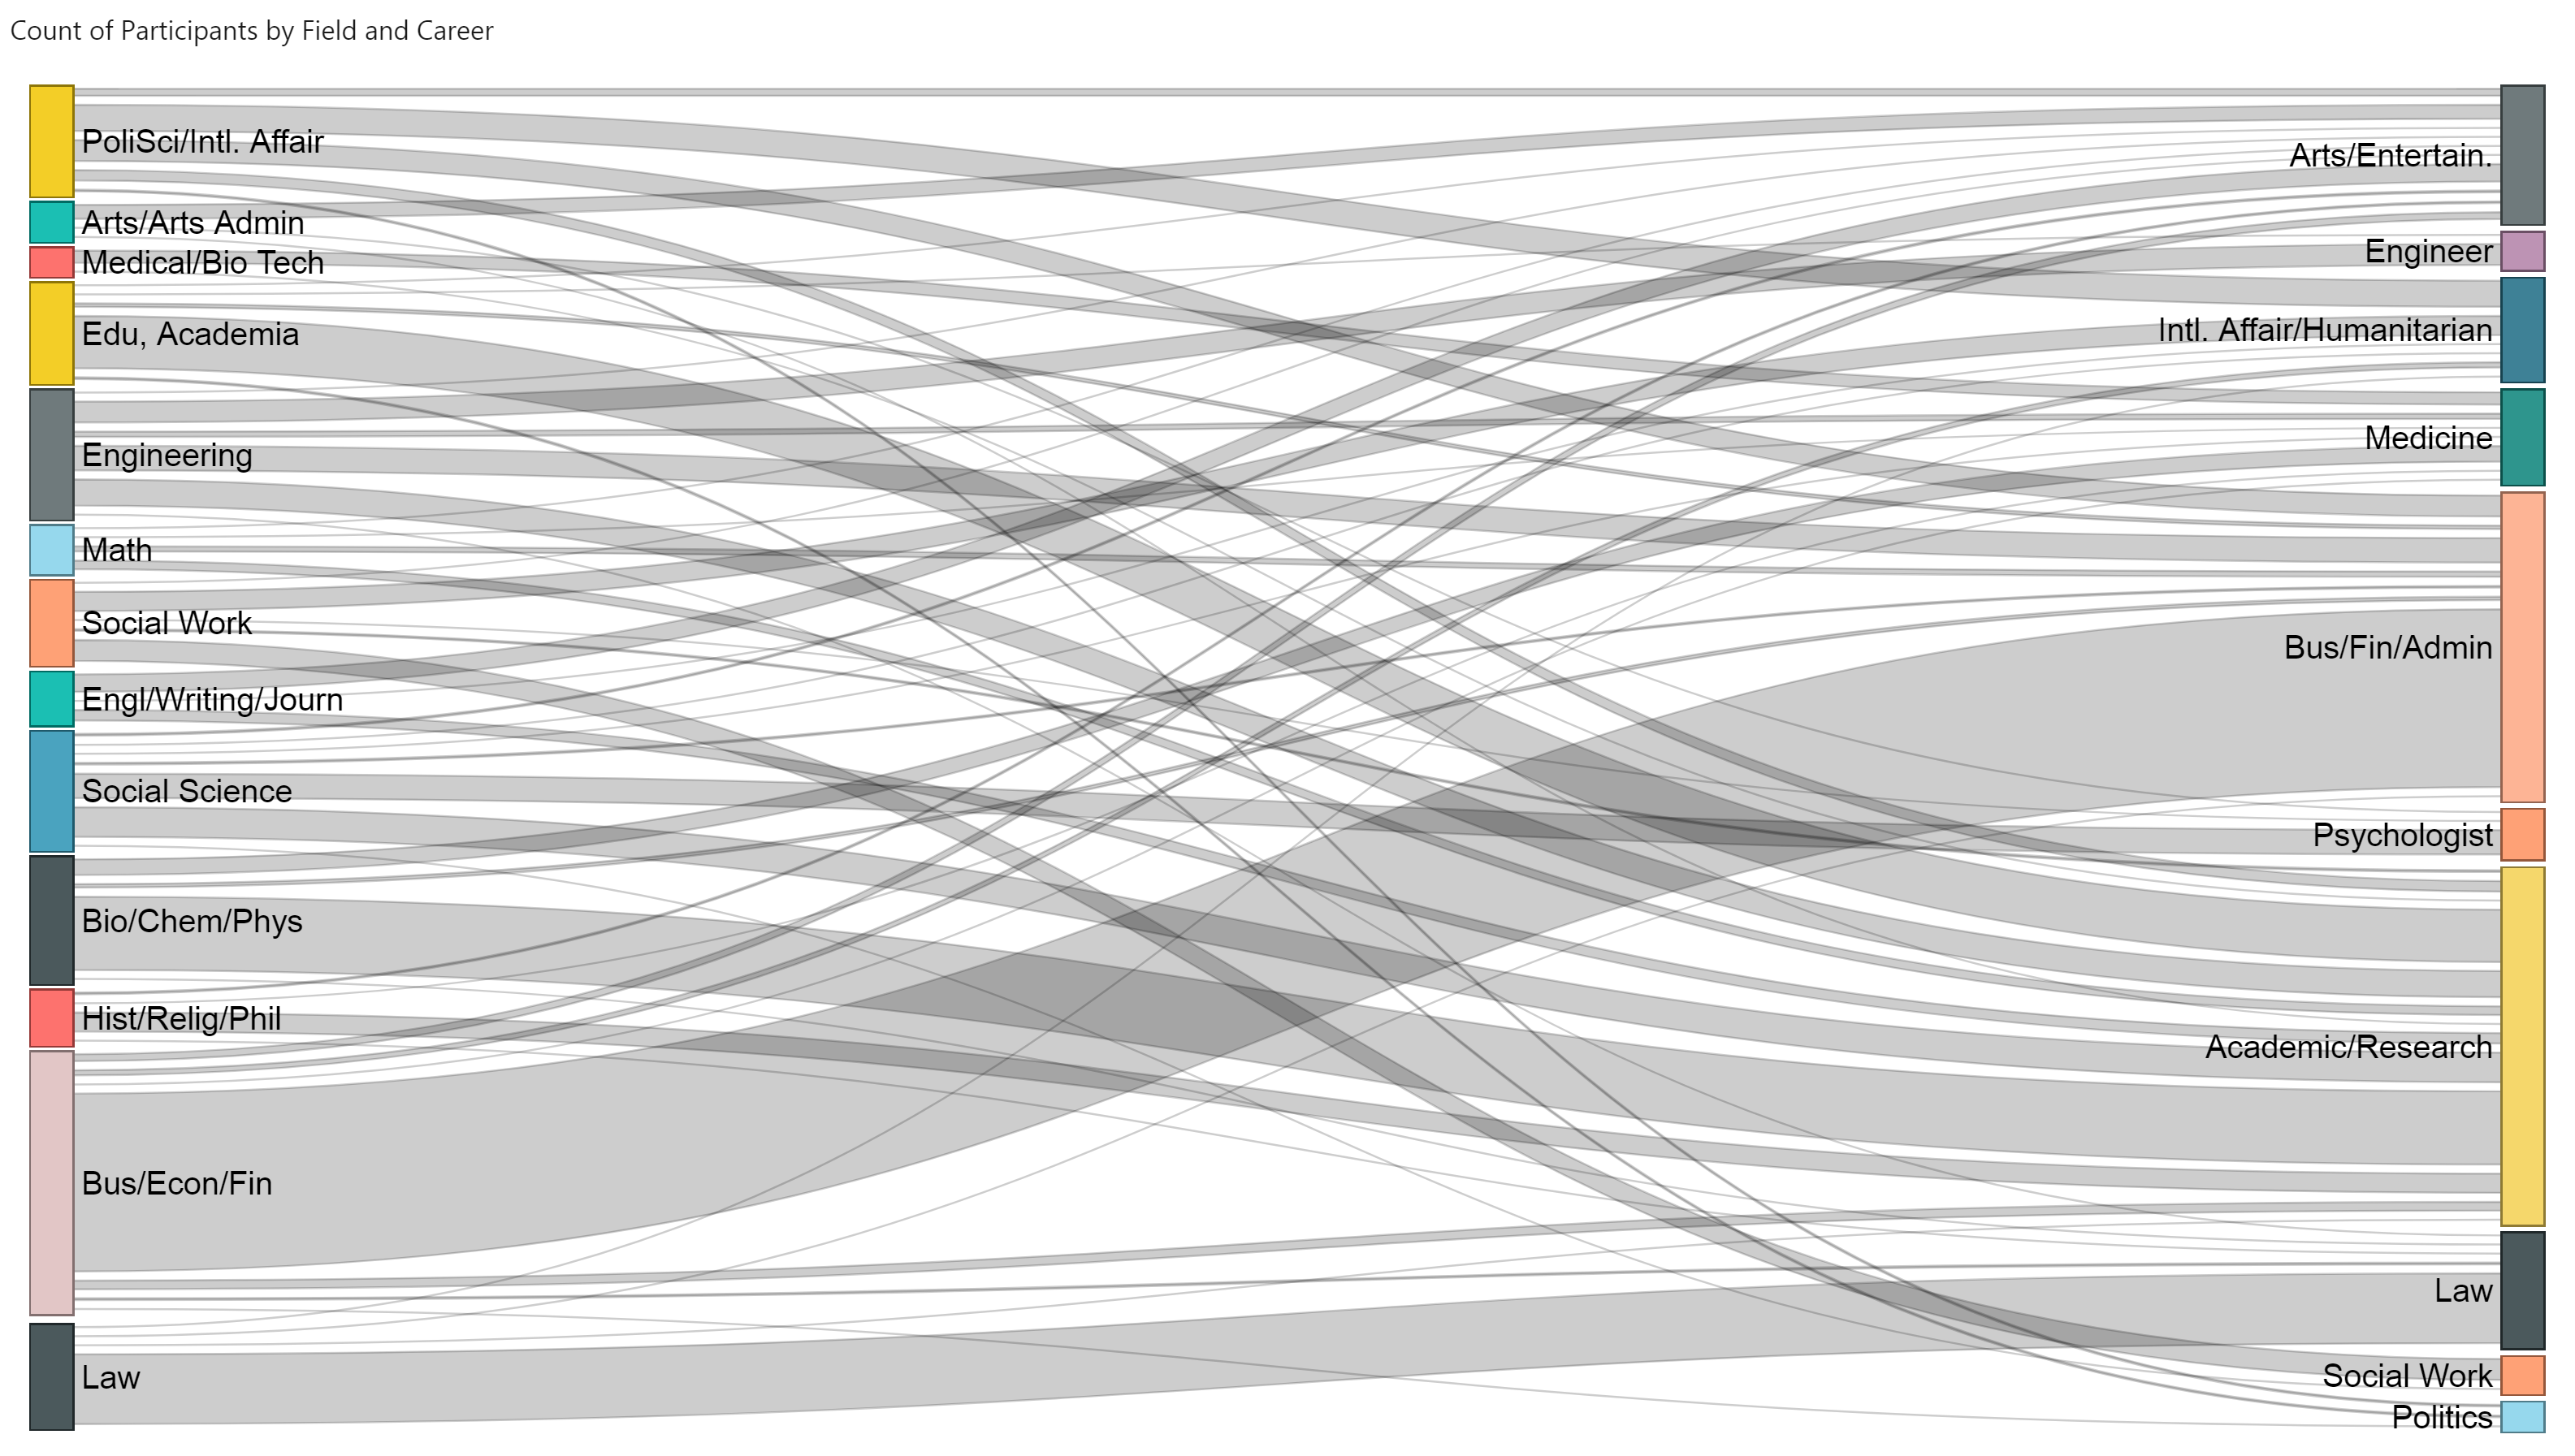 Count of Participants by Field and Career
PoliSci/Intl. Affair
Arts/Arts Admin
Medical/Bio Tech
Edu, Academia
Engineering
Math
Social Work
Engl/Writing/Journ
Social Science
Bio/Chem/Phys
Hist/Relig/Phil
Bus/Econ/Fin
Law
Arts/Entertain.
Engineer
Intl. Affair/Humanitarian
Medicine
Bus/Fin/Admin
Psychologist
Academic/Research
Law
Social Work
Politics